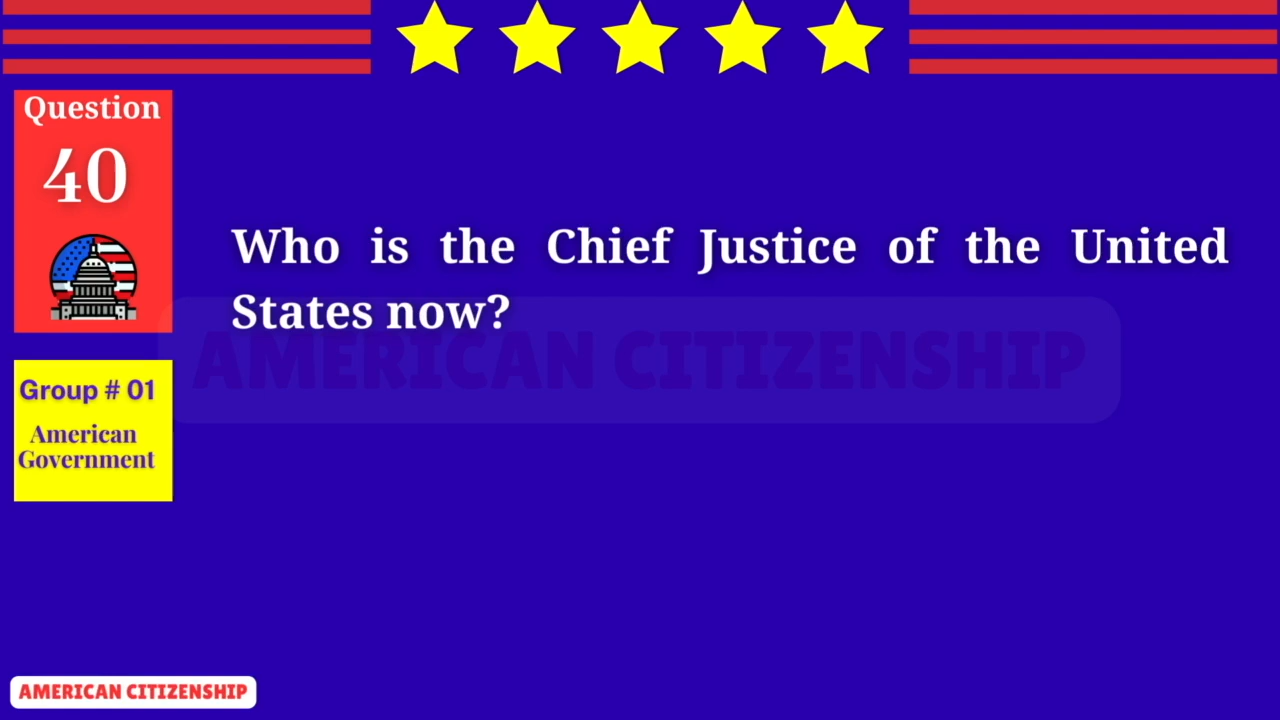 Question
40
Who is the Chief Justice of the United
States now?
AMERICAN CITIZENSHIP
Group # 01
American
Government
AMERICAN CITIZENSHIP